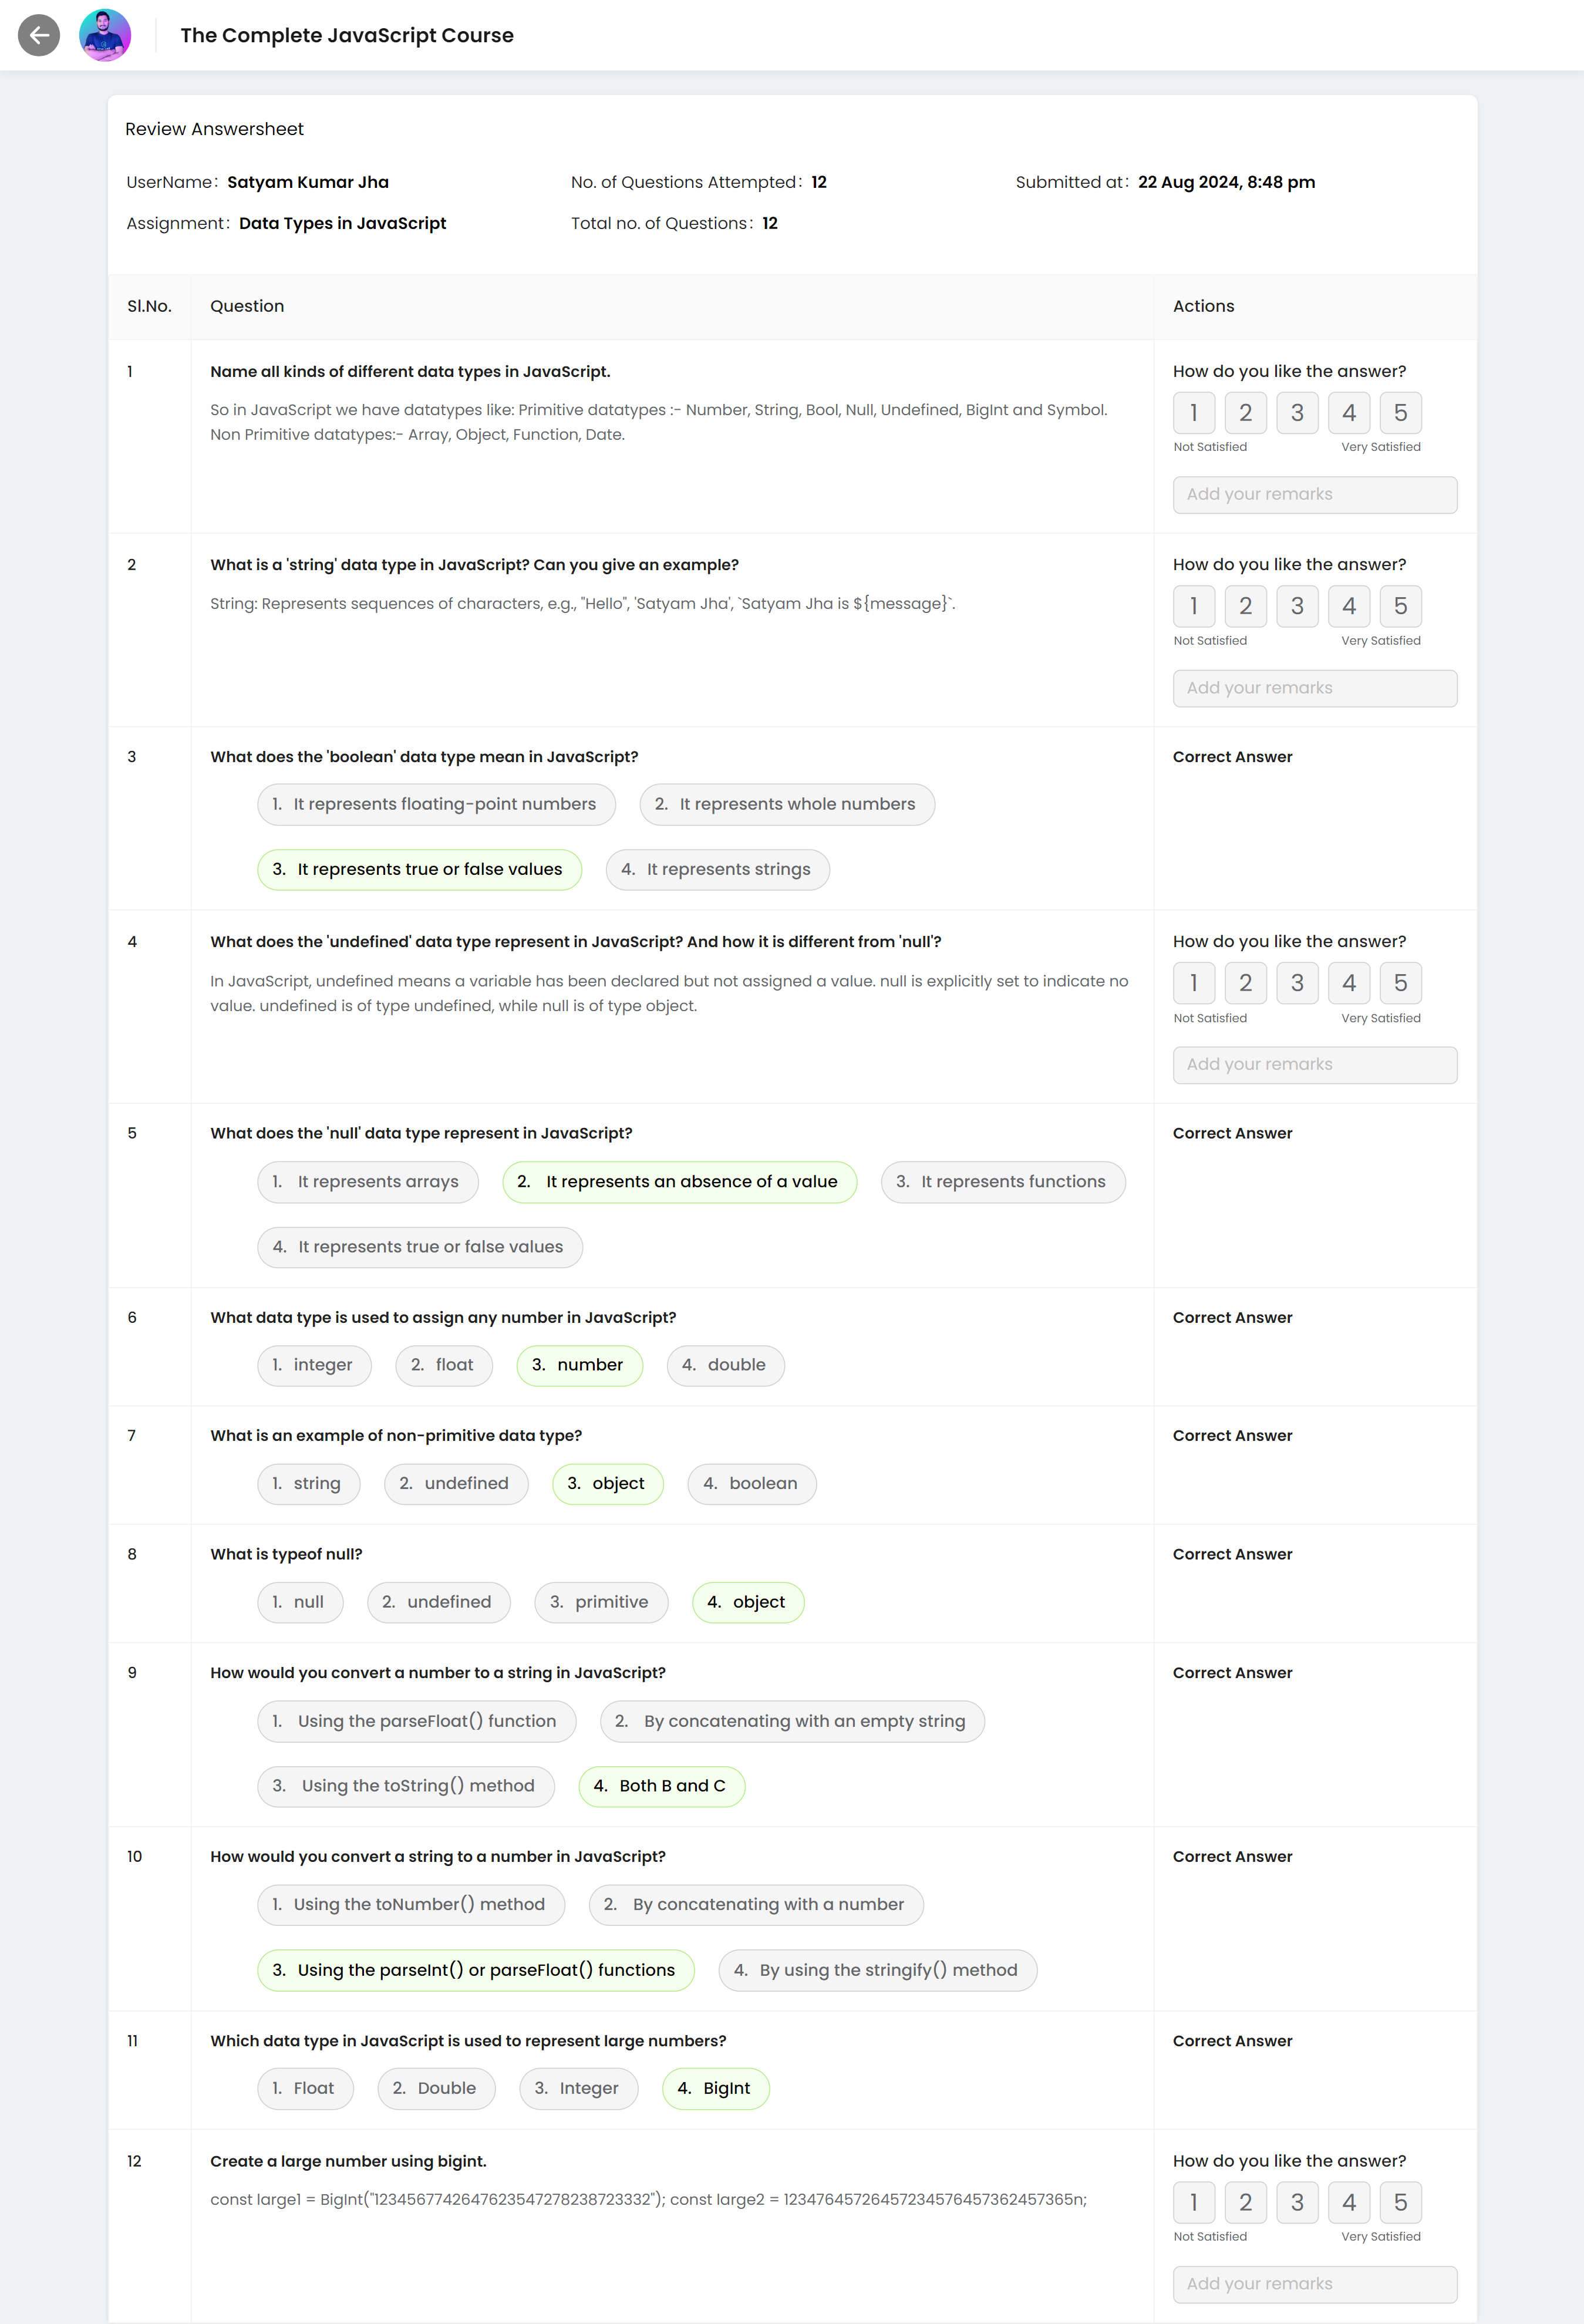 The Complete JavaScript Course
Review Answersheet
UserName: Satyam Kumar Jha
No. of Questions Attempted: 12
Submitted at: 22 Aug 2024, 8:48 pm
Assignment: Data Types in JavaScript
Total no. of Questions: 12
Sl.No. Question Actions
1
Name all kinds of different data types in JavaScript.
So in JavaScript we have datatypes like: Primitive datatypes :- Number, String, Bool, Null, Undefined, BigInt and Symbol.
Non Primitive datatypes:- Array, Object, Function, Date.
How do you like the answer?
1 2 3 4 5
Not Satisfied Very Satisfied
Add your remarks
2
What is a 'string' data type in JavaScript? Can you give an example?
String: Represents sequences of characters, e.g., "Hello", 'Satyam Jha', `Satyam Jha is ${message}`.
How do you like the answer?
1 2 3 4 5
Not Satisfied Very Satisfied
Add your remarks
3
What does the 'boolean' data type mean in JavaScript?
1. It represents floating-point numbers 2. It represents whole numbers
3. It represents true or false values 4. It represents strings
Correct Answer
4
What does the 'undefined' data type represent in JavaScript? And how it is different from 'null'?
In JavaScript, undefined means a variable has been declared but not assigned a value. null is explicitly set to indicate no
value. undefined is of type undefined, while null is of type object.
How do you like the answer?
1 2 3 4 5
Not Satisfied Very Satisfied
Add your remarks
5
What does the 'null' data type represent in JavaScript?
1. It represents arrays 2. It represents an absence of a value 3. It represents functions
4. It represents true or false values
Correct Answer
6
What data type is used to assign any number in JavaScript?
1. integer 2. float 3. number 4. double
Correct Answer
7
What is an example of non-primitive data type?
1. string 2. undefined 3. object 4. boolean
Correct Answer
8
What is typeof null?
1. null 2. undefined 3. primitive 4. object
Correct Answer
9
How would you convert a number to a string in JavaScript?
1. Using the parseFloat() function 2. By concatenating with an empty string
3. Using the toString() method 4. Both B and C
Correct Answer
10
How would you convert a string to a number in JavaScript?
1. Using the toNumber() method 2. By concatenating with a number
3. Using the parseInt() or parseFloat() functions 4. By using the stringify() method
Correct Answer
11
Which data type in JavaScript is used to represent large numbers?
1. Float 2. Double 3. Integer 4. BigInt
Correct Answer
12
Create a large number using bigint.
const large1 = BigInt("1234567742647623547278238723332"); const large2 = 12347645726457234576457362457365n;
How do you like the answer?
1 2 3 4 5
Not Satisfied Very Satisfied
Add your remarks